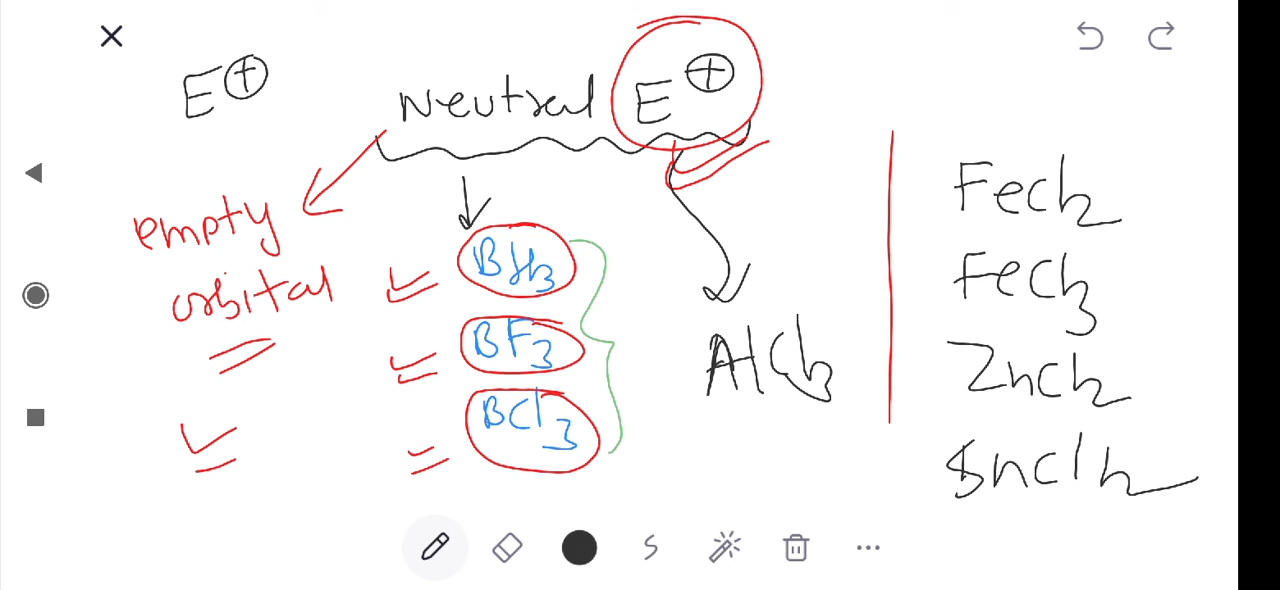 E⊕
Neutral E⊕
empty
orbital
BH3
BF3
BCl3
AlCl3
FeCl2
FeCl3
ZnCl2
SnCl2